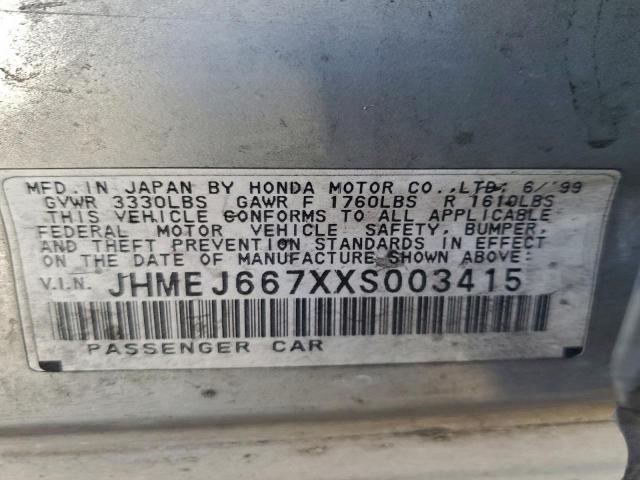 MFD. IN JAPAN BY HONDA MOTOR CO., LTD. 6/'99
GVWR 3330LBS GAWR F 1760LBS R 1610LBS
THIS VEHICLE CONFORMS TO ALL APPLICABLE
FEDERAL MOTOR VEHICLE SAFETY, BUMPER,
AND THEFT PREVENTION STANDARDS IN EFFECT
ON THE DATE OF MANUFACTURE SHOWN ABOVE:
V.I.N. JHMEJ667XXS003415
PASSENGER CAR